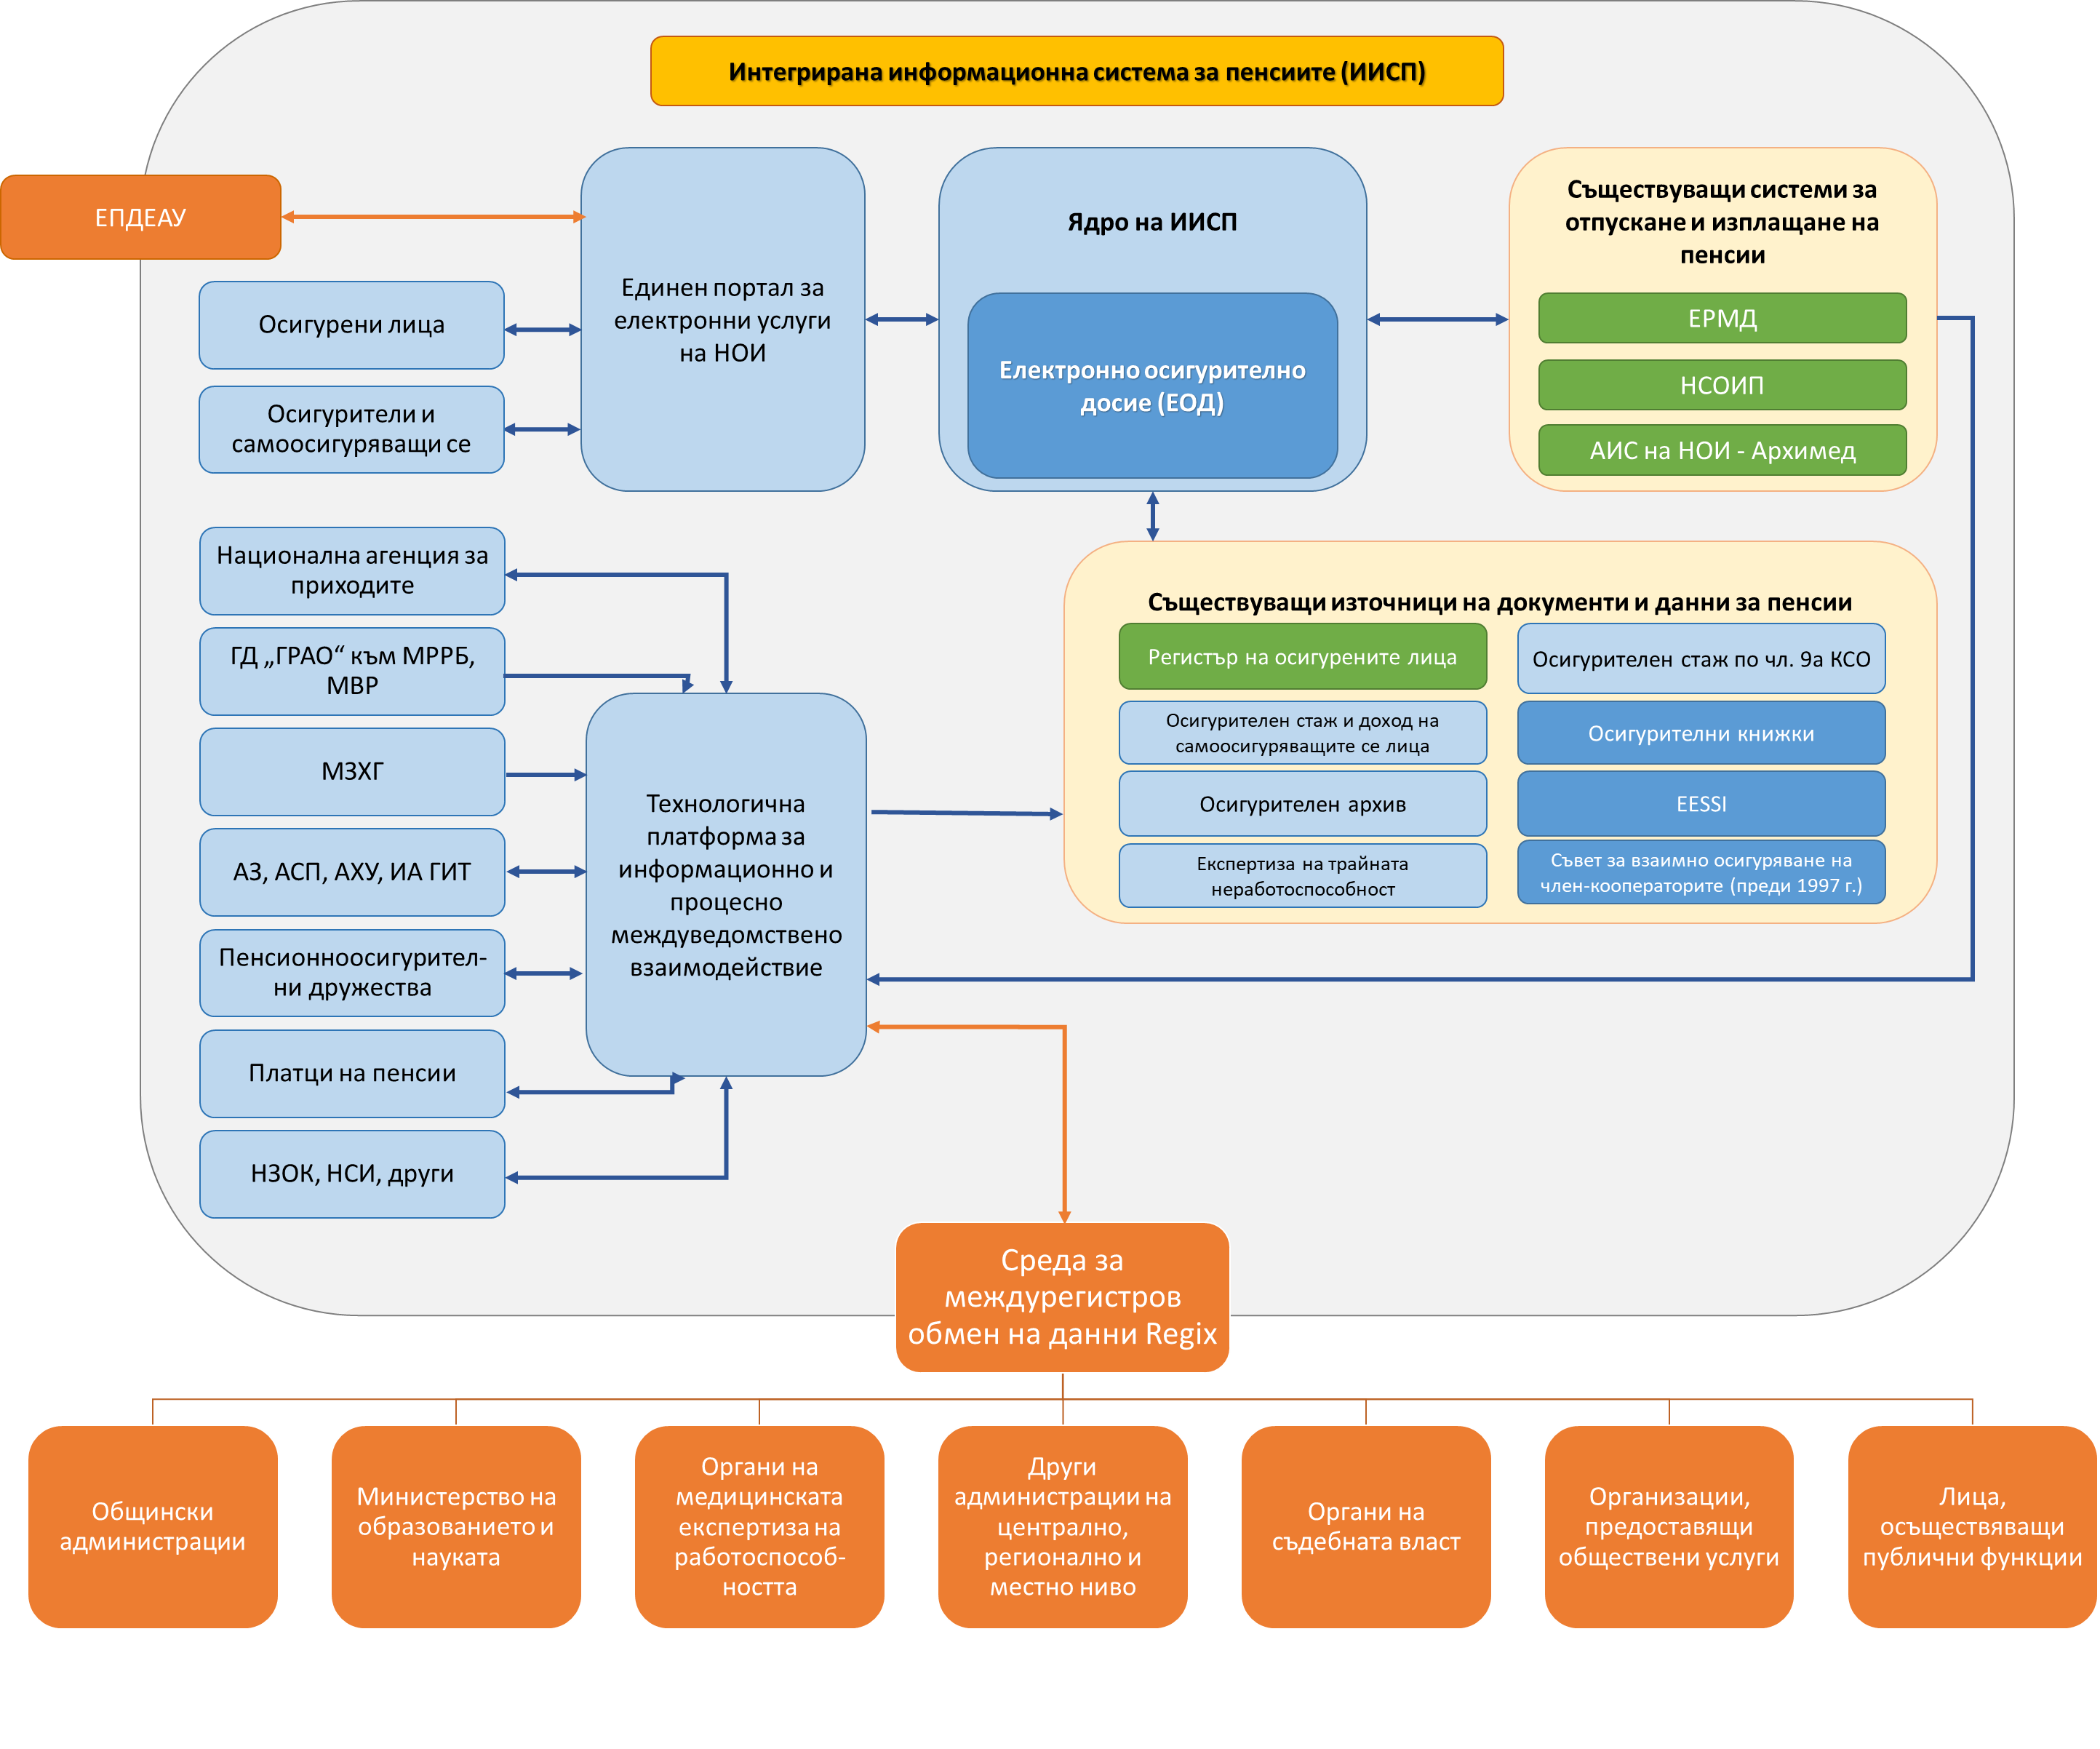 Интегрирана информационна система за пенсиите (ИИСП)
ЕПДЕАУ
Осигурени лица
Осигурители и
самоосигуряващи се
Единен портал за
електронни услуги
на НОИ
Ядро на ИИСП
Електронно осигурително
досие (ЕОД)
Съществуващи системи за
отпускане и изплащане на
пенсии
ЕРМД
НСОИП
АИС на НОИ - Архимед
Национална агенция за
приходите
ГД „ГРАО“ към МРРБ,
МВР
МЗХГ
АЗ, АСП, АХУ, ИА ГИТ
Пенсионноосигурител-
ни дружества
Платци на пенсии
НЗОК, НСИ, други
Технологична
платформа за
информационно и
процесно
междуведомствено
взаимодействие
Съществуващи източници на документи и данни за пенсии
Регистър на осигурените лица
Осигурителен стаж по чл. 9а КСО
Осигурителен стаж и доход на
самоосигуряващите се лица
Осигурителни книжки
Осигурителен архив
EESSI
Експертиза на трайната
неработоспособност
Съвет за взаимно осигуряване на
член-кооператорите (преди 1997 г.)
Среда за
междурегистров
обмен на данни Regix
Общински
администрации
Министерство на
образованието и
науката
Органи на
медицинската
експертиза на
работоспособ-
ността
Други
администрации на
централно,
регионално и
местно ниво
Органи на
съдебната власт
Организации,
предоставящи
обществени услуги
Лица,
осъществяващи
публични функции